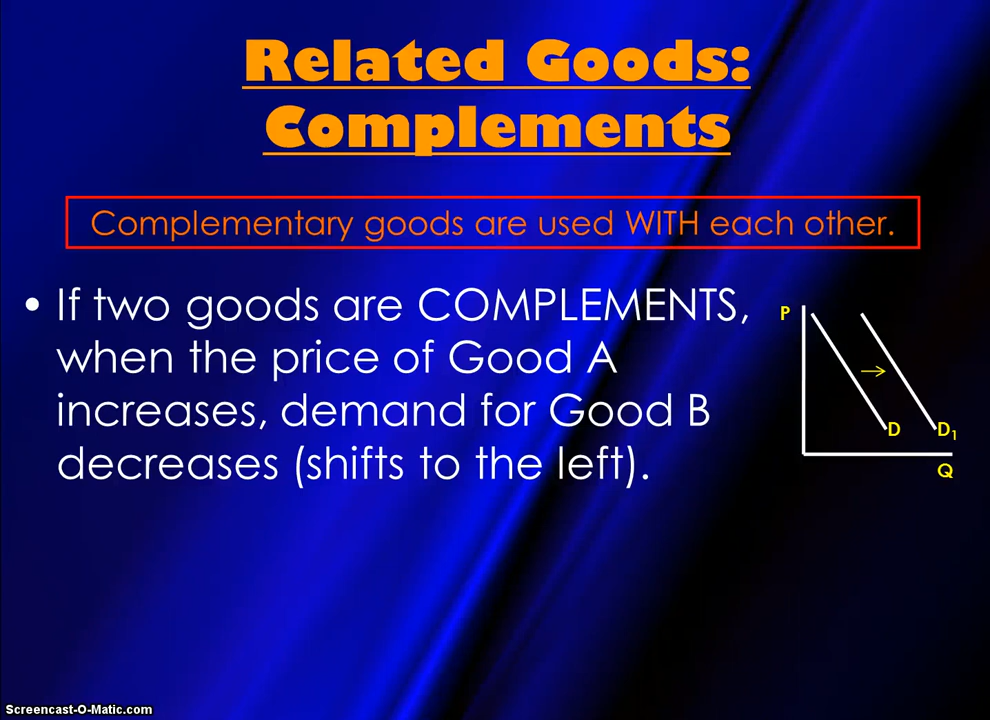 Related Goods:
Complements
Complementary goods are used WITH each other.
• If two goods are COMPLEMENTS,
when the price of Good A
increases, demand for Good B
decreases (shifts to the left).
P
D
D₁
Q
Screencast-O-Matic.com